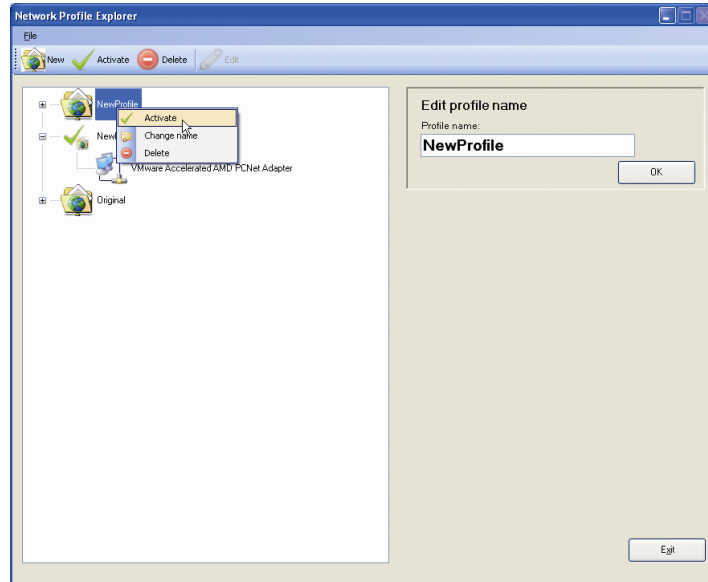 Network Profile Explorer
File
New Activate Delete Edit
NewProfile
Activate
Change name
Delete
VMware Accelerated AMD PCNet Adapter
Original
Edit profile name
Profile name:
NewProfile
OK
Exit